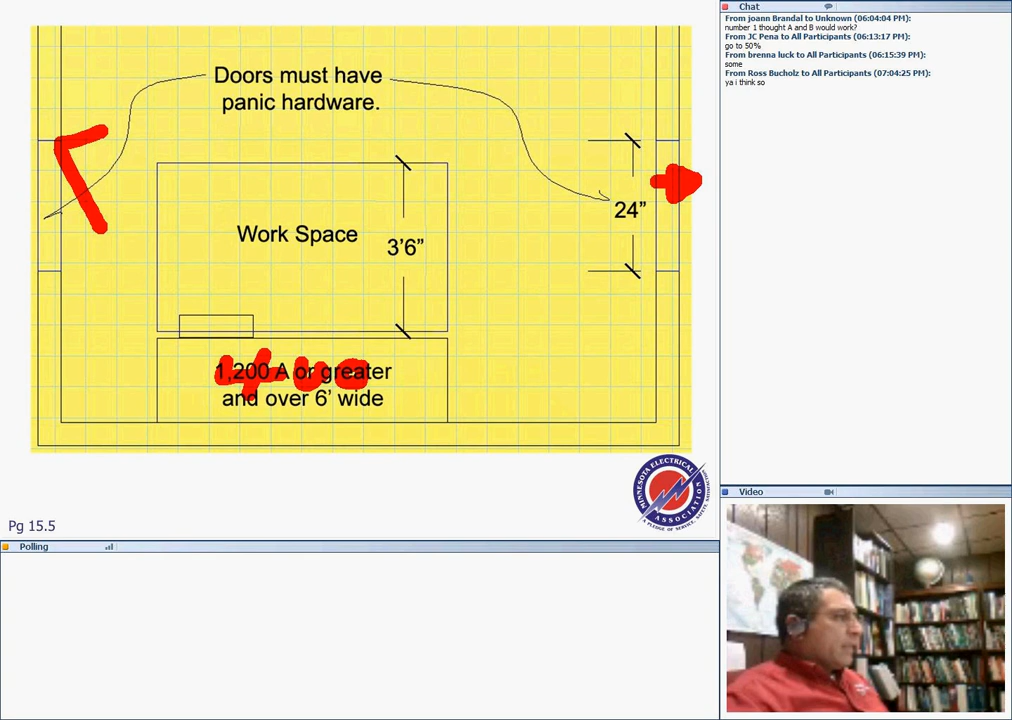 Doors must have
panic hardware.
Work Space
3’6”
24”
1,200 A or greater
and over 6’ wide
MINNESOTA ELECTRICAL
ASSOCIATION
Pg 15.5
Polling
Chat
From joann Brandal to Unknown (06:04:04 PM):
number 1 thought A and B would work?
From JC Pena to All Participants (06:13:17 PM):
go to 50%
From brenna luck to All Participants (06:15:39 PM):
some
From Ross Bucholz to All Participants (07:04:25 PM):
ya i think so
Video